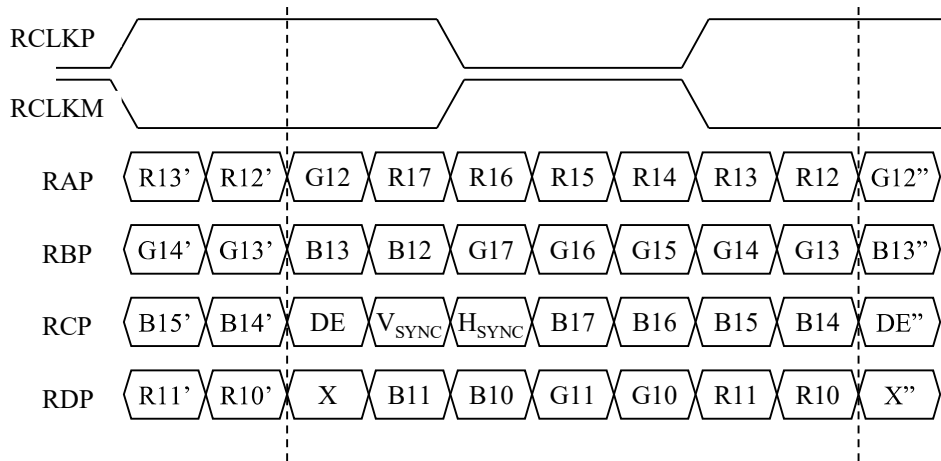 RCLKP
RCLKM
RAP R13’ R12’ G12 R17 R16 R15 R14 R13 R12 G12”
RBP G14’ G13’ B13 B12 G17 G16 G15 G14 G13 B13”
RCP B15’ B14’ DE VSYNC HSYNC B17 B16 B15 B14 DE”
RDP R11’ R10’ X B11 B10 G11 G10 R11 R10 X”